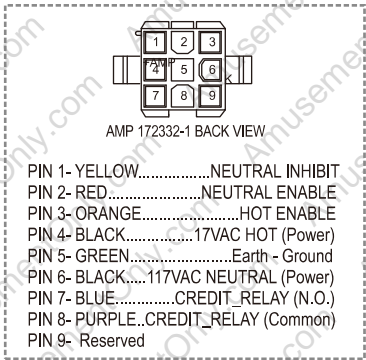 1 2 3
AMP
4 5 6
7 8 9
AMP 172332-1 BACK VIEW
PIN 1- YELLOW................NEUTRAL INHIBIT
PIN 2- RED.....................NEUTRAL ENABLE
PIN 3- ORANGE.......................HOT ENABLE
PIN 4- BLACK...............17VAC HOT (Power)
PIN 5- GREEN......................Earth - Ground
PIN 6- BLACK.....117VAC NEUTRAL (Power)
PIN 7- BLUE.............CREDIT_RELAY (N.O.)
PIN 8- PURPLE..CREDIT_RELAY (Common)
PIN 9- Reserved